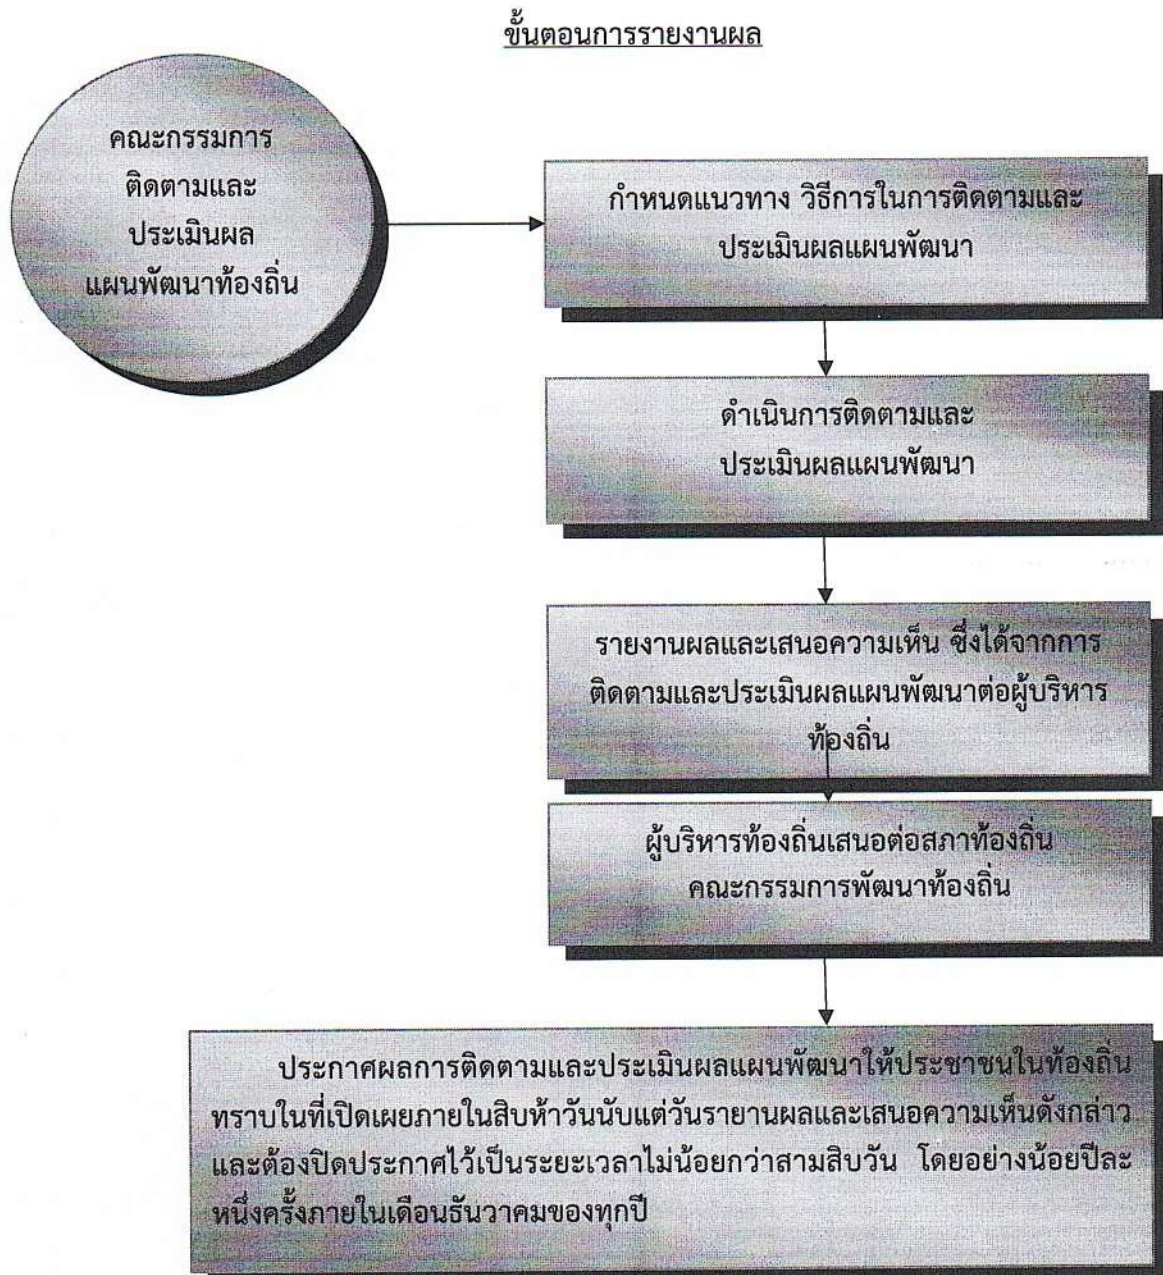 ขั้นตอนการรายงานผล
คณะกรรมการ
ติดตามและ
ประเมินผล
แผนพัฒนาท้องถิ่น
กำหนดแนวทาง วิธีการในการติดตามและ
ประเมินผลแผนพัฒนา
ดำเนินการติดตามและ
ประเมินผลแผนพัฒนา
รายงานผลและเสนอความเห็น ซึ่งได้จากการ
ติดตามและประเมินผลแผนพัฒนาต่อผู้บริหาร
ท้องถิ่น
ผู้บริหารท้องถิ่นเสนอต่อสภาท้องถิ่น
คณะกรรมการพัฒนาท้องถิ่น
ประกาศผลการติดตามและประเมินผลแผนพัฒนาให้ประชาชนในท้องถิ่น
ทราบในที่เปิดเผยภายในสิบห้าวันนับแต่วันรายานผลและเสนอความเห็นดังกล่าว
และต้องปิดประกาศไว้เป็นระยะเวลาไม่น้อยกว่าสามสิบวัน โดยอย่างน้อยปีละ
หนึ่งครั้งภายในเดือนธันวาคมของทุกปี